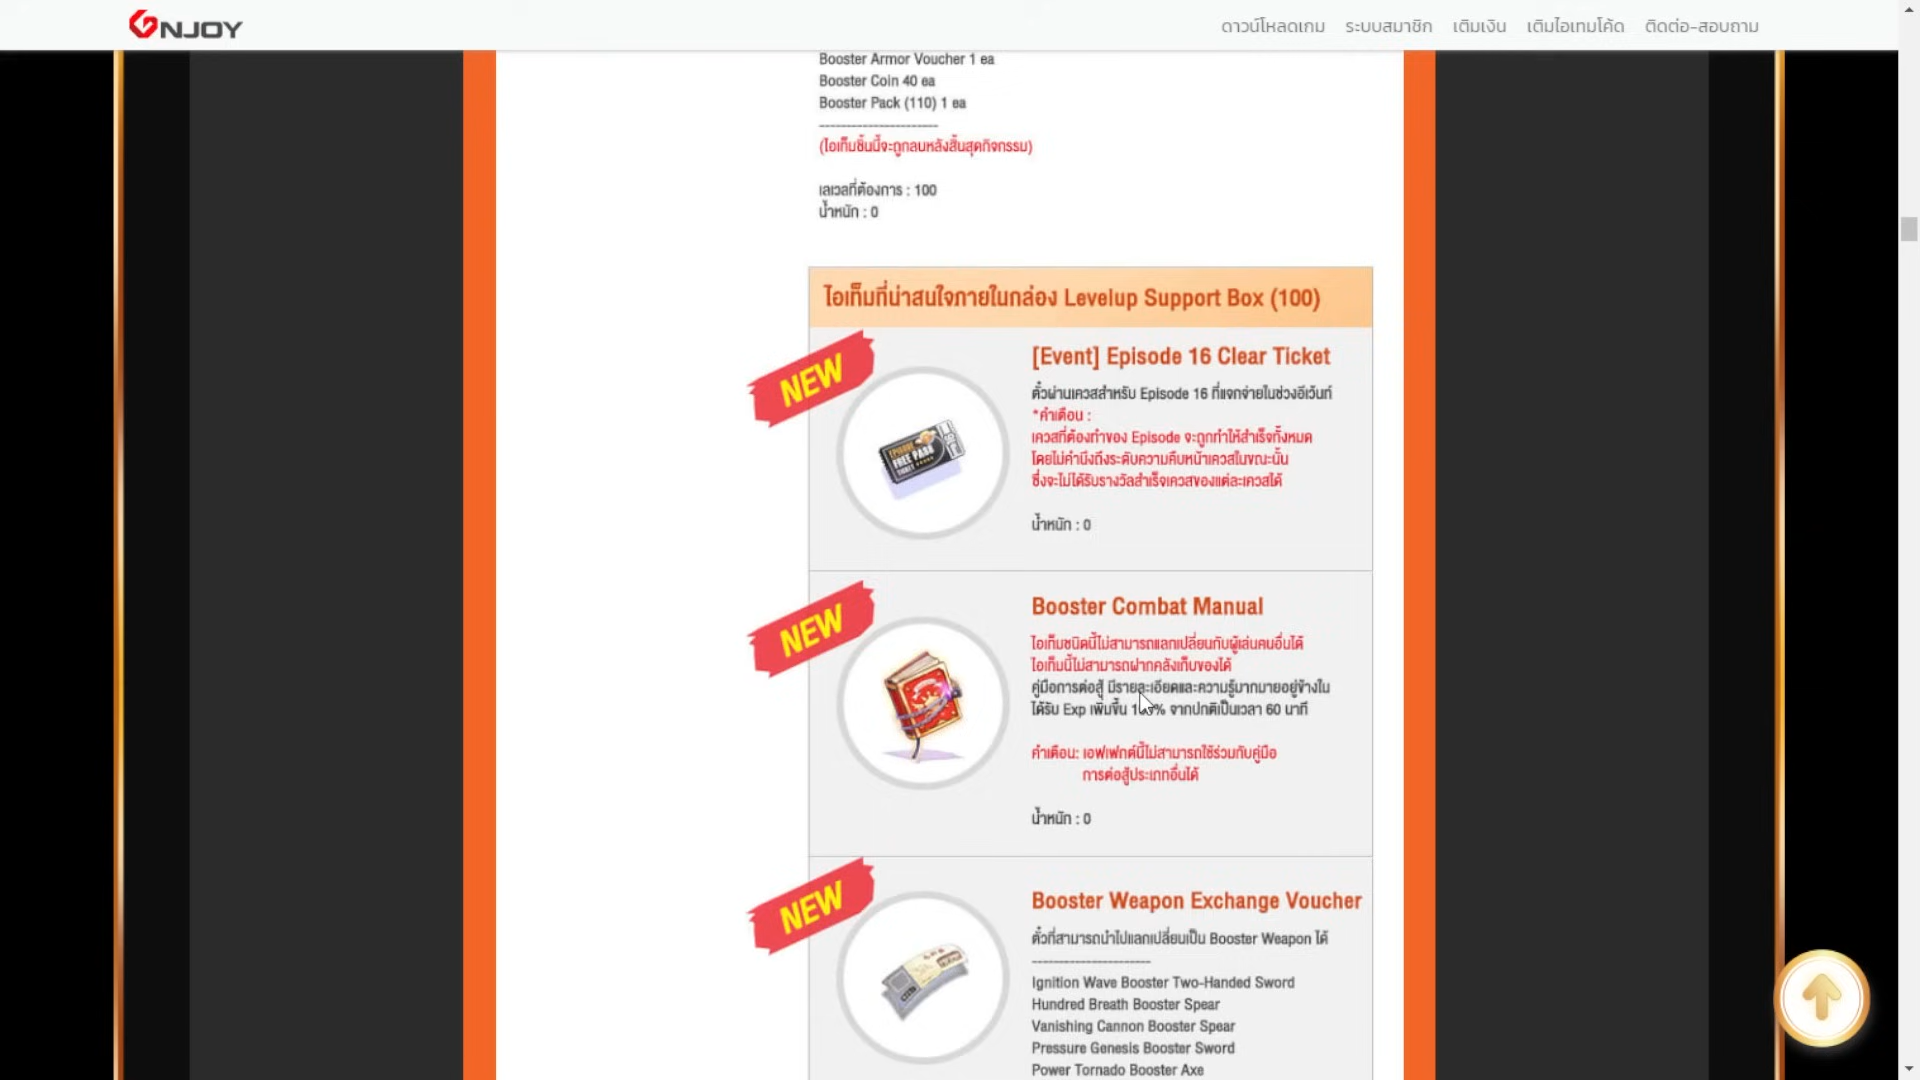 GNJOY
ดาวน์โหลดเกม ระบบสมาชิก เติมเงิน เติมไอเทมโค้ด ติดต่อ-สอบถาม
Booster Armor Voucher 1 ea
Booster Coin 40 ea
Booster Pack (110) 1 ea
----------------------
(ไอเท็มชิ้นนี้จะถูกลบหลังสิ้นสุดกิจกรรม)
เลเวลที่ต้องการ : 100
น้ำหนัก : 0
ไอเท็มที่น่าสนใจภายในกล่อง Levelup Support Box (100)
NEW
[Event] Episode 16 Clear Ticket
ตั๋วผ่านเควสสำหรับ Episode 16 ที่แจกจ่ายในช่วงอีเว้นท์
*คำเตือน :
เควสที่ต้องทำของ Episode จะถูกทำให้สำเร็จทั้งหมด
โดยไม่คำนึงถึงระดับความคืบหน้าเควสในขณะนั้น
ซึ่งจะไม่ได้รับรางวัลสำเร็จเควสของแต่ละเควสได้
น้ำหนัก : 0
EPISODE
FREE PASS
TICKET
NEW
Booster Combat Manual
ไอเท็มชนิดนี้ไม่สามารถแลกเปลี่ยนกับผู้เล่นคนอื่นได้
ไอเท็มนี้ไม่สามารถฝากคลังเก็บของได้
คู่มือการต่อสู้ มีรายละเอียดและความรู้มากมายอยู่ข้างใน
ได้รับ Exp เพิ่มขึ้น จากปกติเป็นเวลา 60 นาที
คำเตือน: เอฟเฟกต์นี้ไม่สามารถใช้ร่วมกับคู่มือ
การต่อสู้ประเภทอื่นได้
น้ำหนัก : 0
NEW
Booster Weapon Exchange Voucher
ตั๋วที่สามารถนำไปแลกเปลี่ยนเป็น Booster Weapon ได้
----------------------
Ignition Wave Booster Two-Handed Sword
Hundred Breath Booster Spear
Vanishing Cannon Booster Spear
Pressure Genesis Booster Sword
Power Tornado Booster Axe